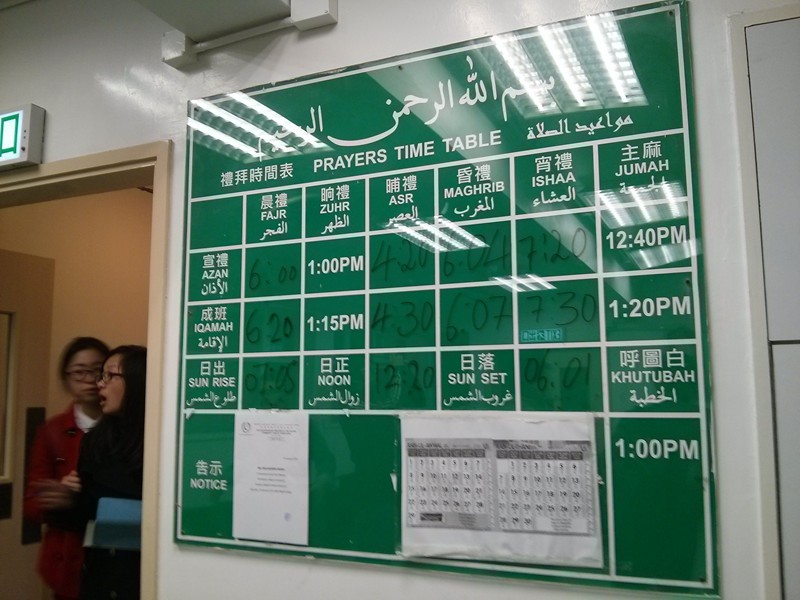 بسم الله الرحمن الرحيم
مواعيد الصلاة
禮拜時間表 PRAYERS TIME TABLE
晨禮 晌禮 晡禮 昏禮 宵禮 主麻
FAJR ZUHR ASR MAGHRIB ISHAA JUMAH
الفجر الظهر العصر المغرب العشاء الجمعة
宣禮
AZAN 6:00 1:00PM 4:20 6:04 7:20 12:40PM
الأذان
成班
IQAMAH 6:20 1:15PM 4:30 6:07 7:30 1:20PM
الإقامة
日出 日正 日落 呼圖白
SUN RISE 07:05 NOON 12:20 SUN SET 06:01 KHUTUBAH
طلوع الشمس زوال الشمس غروب الشمس الخطبة
告示
NOTICE
1:00PM